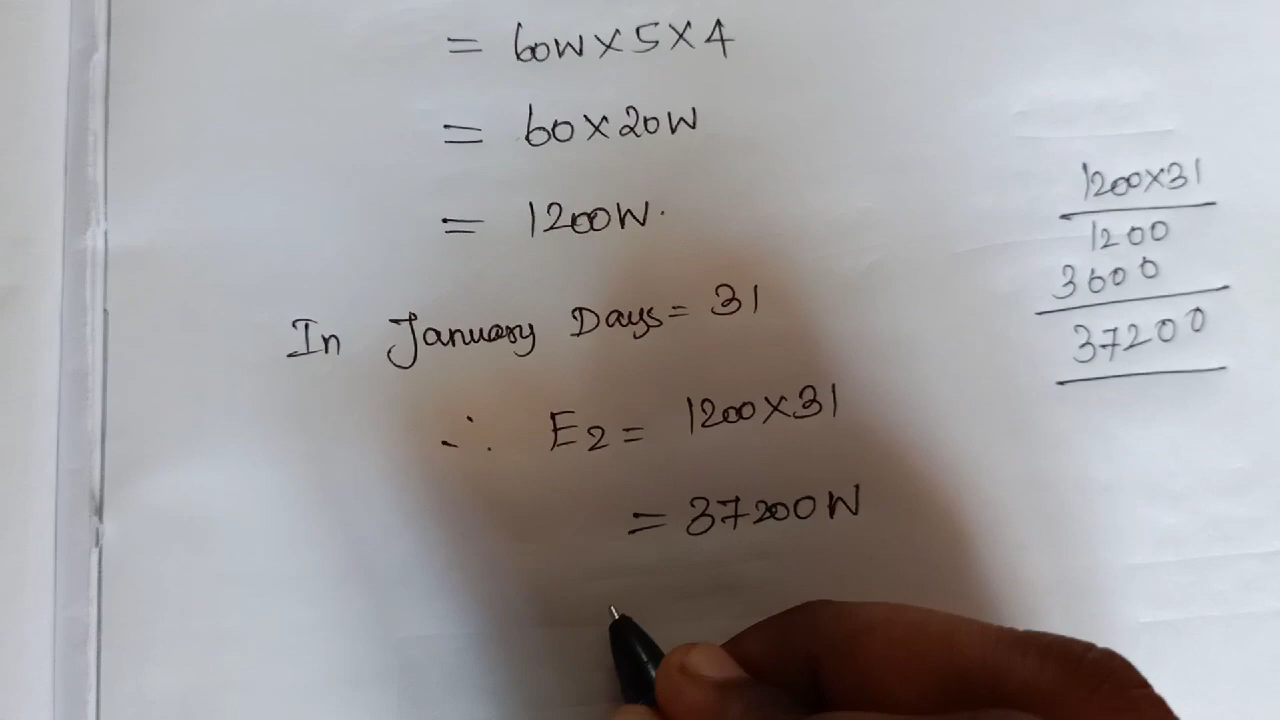 = 60W×5×4
= 60×20W
= 1200W.
In January Days = 31
∴ E2 = 1200×31
= 37200W
1200×31
1200
3600
37200